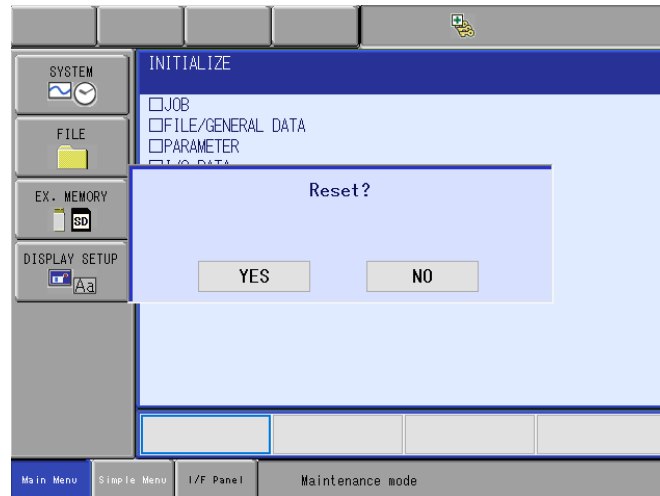 SYSTEM
FILE
EX. MEMORY
SD
DISPLAY SETUP
Aa
INITIALIZE
□JOB
□FILE/GENERAL DATA
□PARAMETER
Reset?
YES
NO
Main Menu
Simple Menu
I/F Panel
Maintenance mode